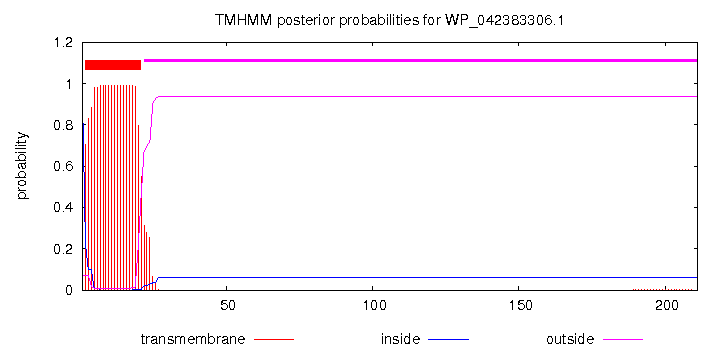 TMHMM posterior probabilities for WP_042383306.1
probability
1.2
1
0.8
0.6
0.4
0.2
0
50
100
150
200
transmembrane
inside
outside